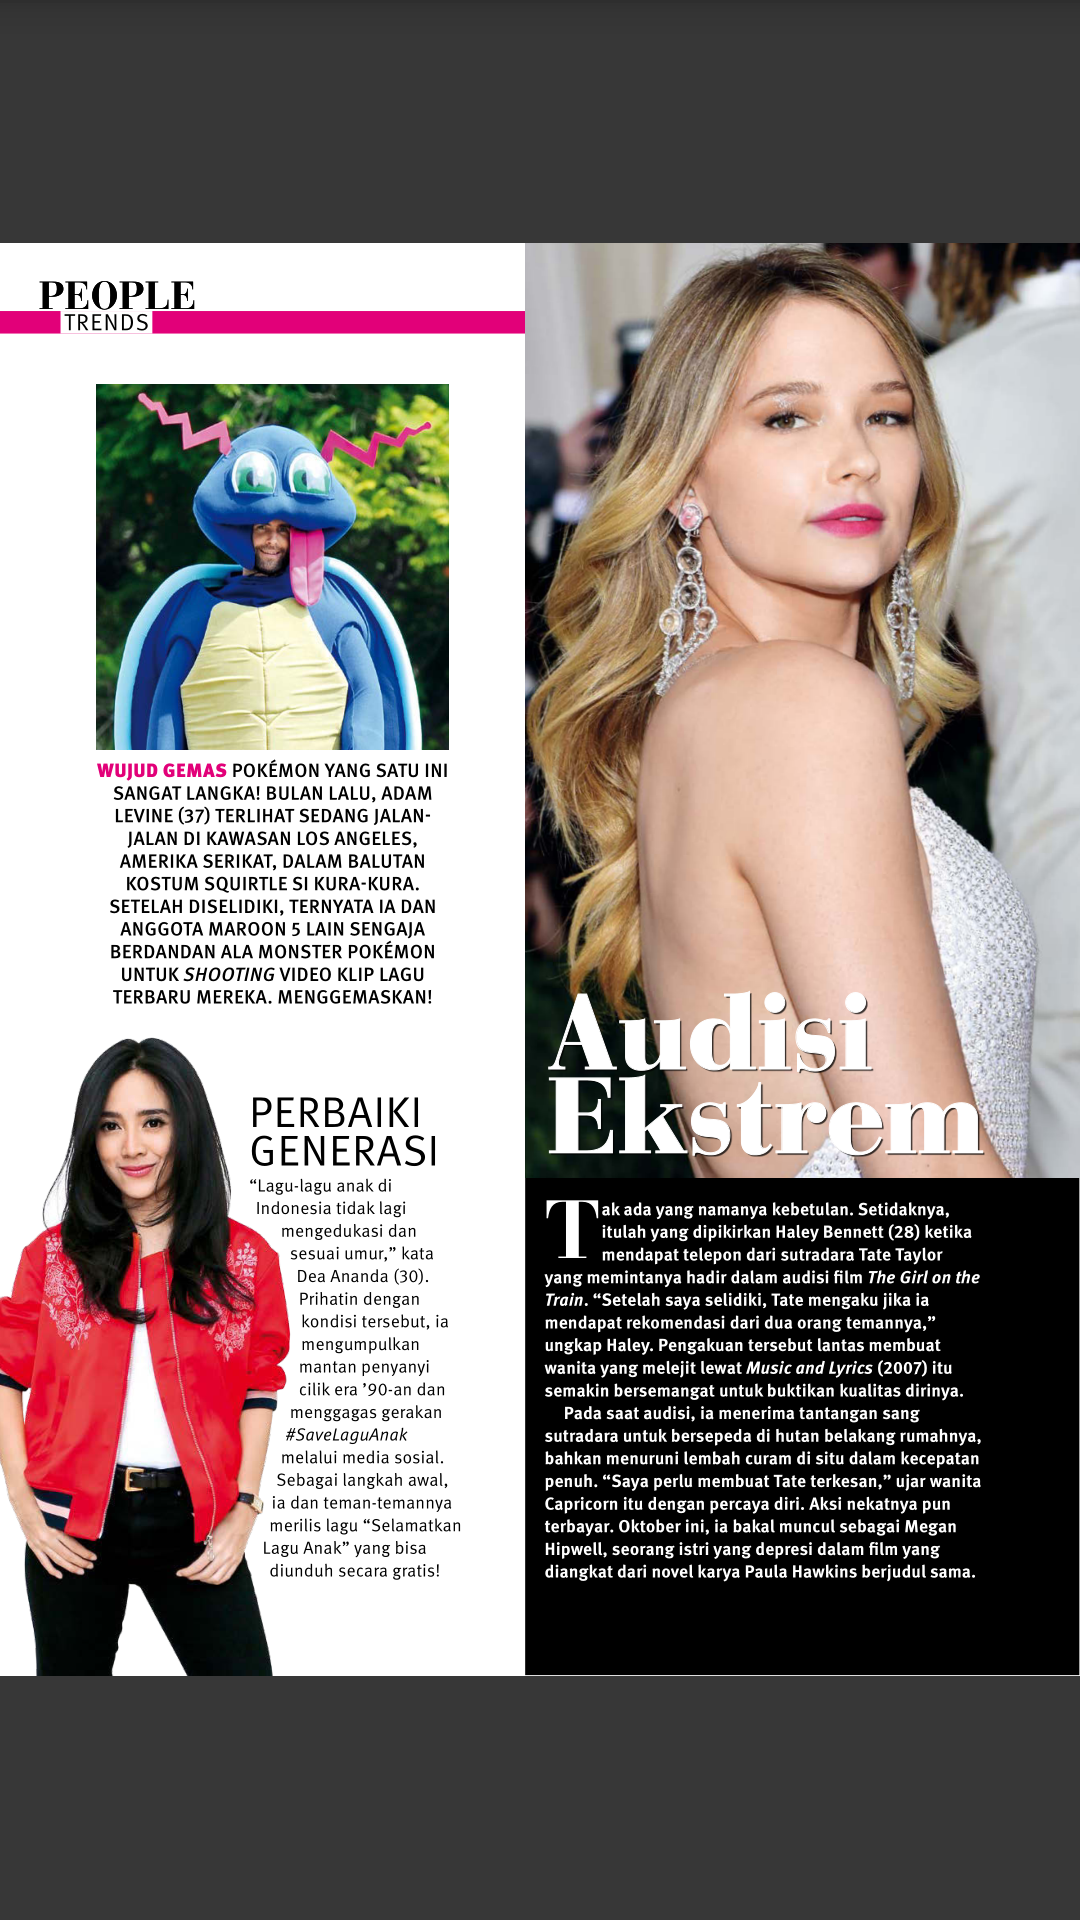 PEOPLE
TRENDS
WUJUD GEMAS POKÉMON YANG SATU INI
SANGAT LANGKA! BULAN LALU, ADAM
LEVINE (37) TERLIHAT SEDANG JALAN-
JALAN DI KAWASAN LOS ANGELES,
AMERIKA SERIKAT, DALAM BALUTAN
KOSTUM SQUIRTLE SI KURA-KURA.
SETELAH DISELIDIKI, TERNYATA IA DAN
ANGGOTA MAROON 5 LAIN SENGAJA
BERDANDAN ALA MONSTER POKÉMON
UNTUK SHOOTING VIDEO KLIP LAGU
TERBARU MEREKA. MENGGEMASKAN!
PERBAIKI
GENERASI
“Lagu-lagu anak di
Indonesia tidak lagi
mengedukasi dan
sesuai umur,” kata
Dea Ananda (30).
Prihatin dengan
kondisi tersebut, ia
mengumpulkan
mantan penyanyi
cilik era ’90-an dan
menggagas gerakan
#SaveLaguAnak
melalui media sosial.
Sebagai langkah awal,
ia dan teman-temannya
merilis lagu “Selamatkan
Lagu Anak” yang bisa
diunduh secara gratis!
Audisi
Ekstrem
Tak ada yang namanya kebetulan. Setidaknya,
itulah yang dipikirkan Haley Bennett (28) ketika
mendapat telepon dari sutradara Tate Taylor
yang memintanya hadir dalam audisi film The Girl on the
Train. “Setelah saya selidiki, Tate mengaku jika ia
mendapat rekomendasi dari dua orang temannya,”
ungkap Haley. Pengakuan tersebut lantas membuat
wanita yang melejit lewat Music and Lyrics (2007) itu
semakin bersemangat untuk buktikan kualitas dirinya.
Pada saat audisi, ia menerima tantangan sang
sutradara untuk bersepeda di hutan belakang rumahnya,
bahkan menuruni lembah curam di situ dalam kecepatan
penuh. “Saya perlu membuat Tate terkesan,” ujar wanita
Capricorn itu dengan percaya diri. Aksi nekatnya pun
terbayar. Oktober ini, ia bakal muncul sebagai Megan
Hipwell, seorang istri yang depresi dalam film yang
diangkat dari novel karya Paula Hawkins berjudul sama.